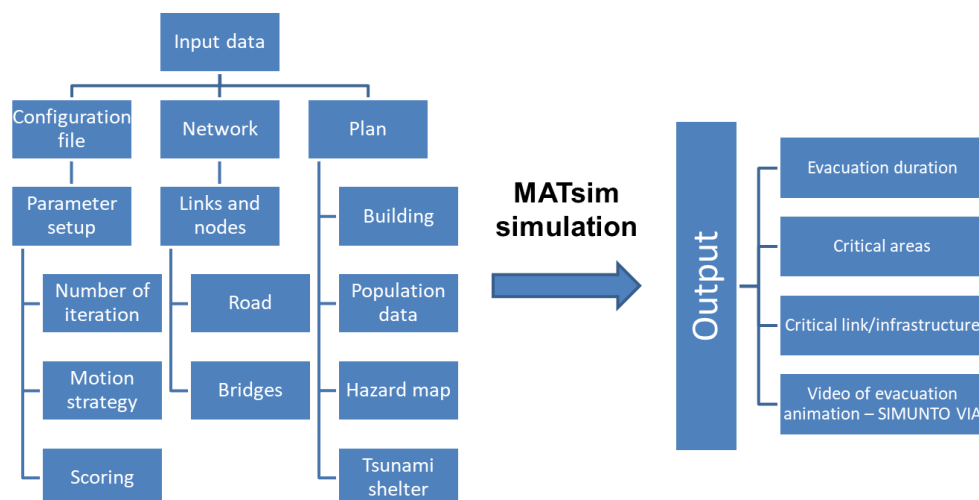 Input data
Configuration
file
Network
Plan
Parameter
setup
Links and
nodes
Building
Number of
iteration
Road
Population
data
Motion
strategy
Bridges
Hazard map
Scoring
Tsunami
shelter
MATsim
simulation
Output
Evacuation duration
Critical areas
Critical link/infrastructure
Video of evacuation
animation – SIMUNTO VIA